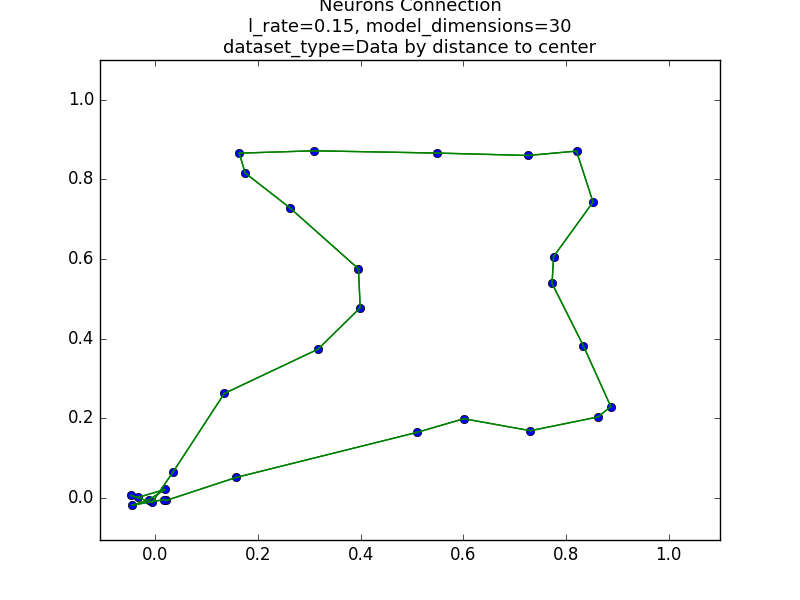 Neurons Connection
l_rate=0.15, model_dimensions=30
dataset_type=Data by distance to center
1.0
0.8
0.6
0.4
0.2
0.0
0.0 0.2 0.4 0.6 0.8 1.0